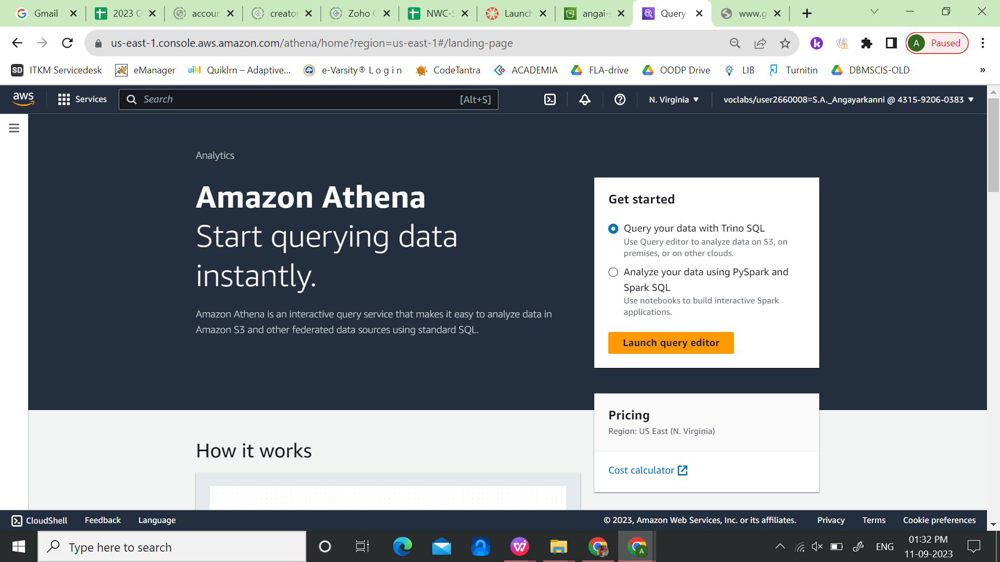 Gmail
2023 O
accour
creator
Zoho C
NWC-S
Launch
angai-s
Query
www.g
us-east-1.console.aws.amazon.com/athena/home?region=us-east-1#/landing-page
A Paused
SD ITKM Servicedesk
eManager
uikl Quiklrn – Adaptive...
e-Varsity® L o g i n
CodeTantra
ACADEMIA
FLA-drive
OODP Drive
LIB
Turnitin
DBMSCIS-OLD
»
aws
Services
Search
[Alt+S]
N. Virginia
voclabs/user2660008=S.A._Angayarkanni @ 4315-9206-0383
Analytics
Amazon Athena
Start querying data
instantly.
Amazon Athena is an interactive query service that makes it easy to analyze data in
Amazon S3 and other federated data sources using standard SQL.
Get started
Query your data with Trino SQL
Use Query editor to analyze data on S3, on
premises, or on other clouds.
Analyze your data using PySpark and
Spark SQL
Use notebooks to build interactive Spark
applications.
Launch query editor
Pricing
Region: US East (N. Virginia)
Cost calculator
How it works
CloudShell
Feedback
Language
© 2023, Amazon Web Services, Inc. or its affiliates.
Privacy
Terms
Cookie preferences
Type here to search
ENG
01:32 PM
11-09-2023